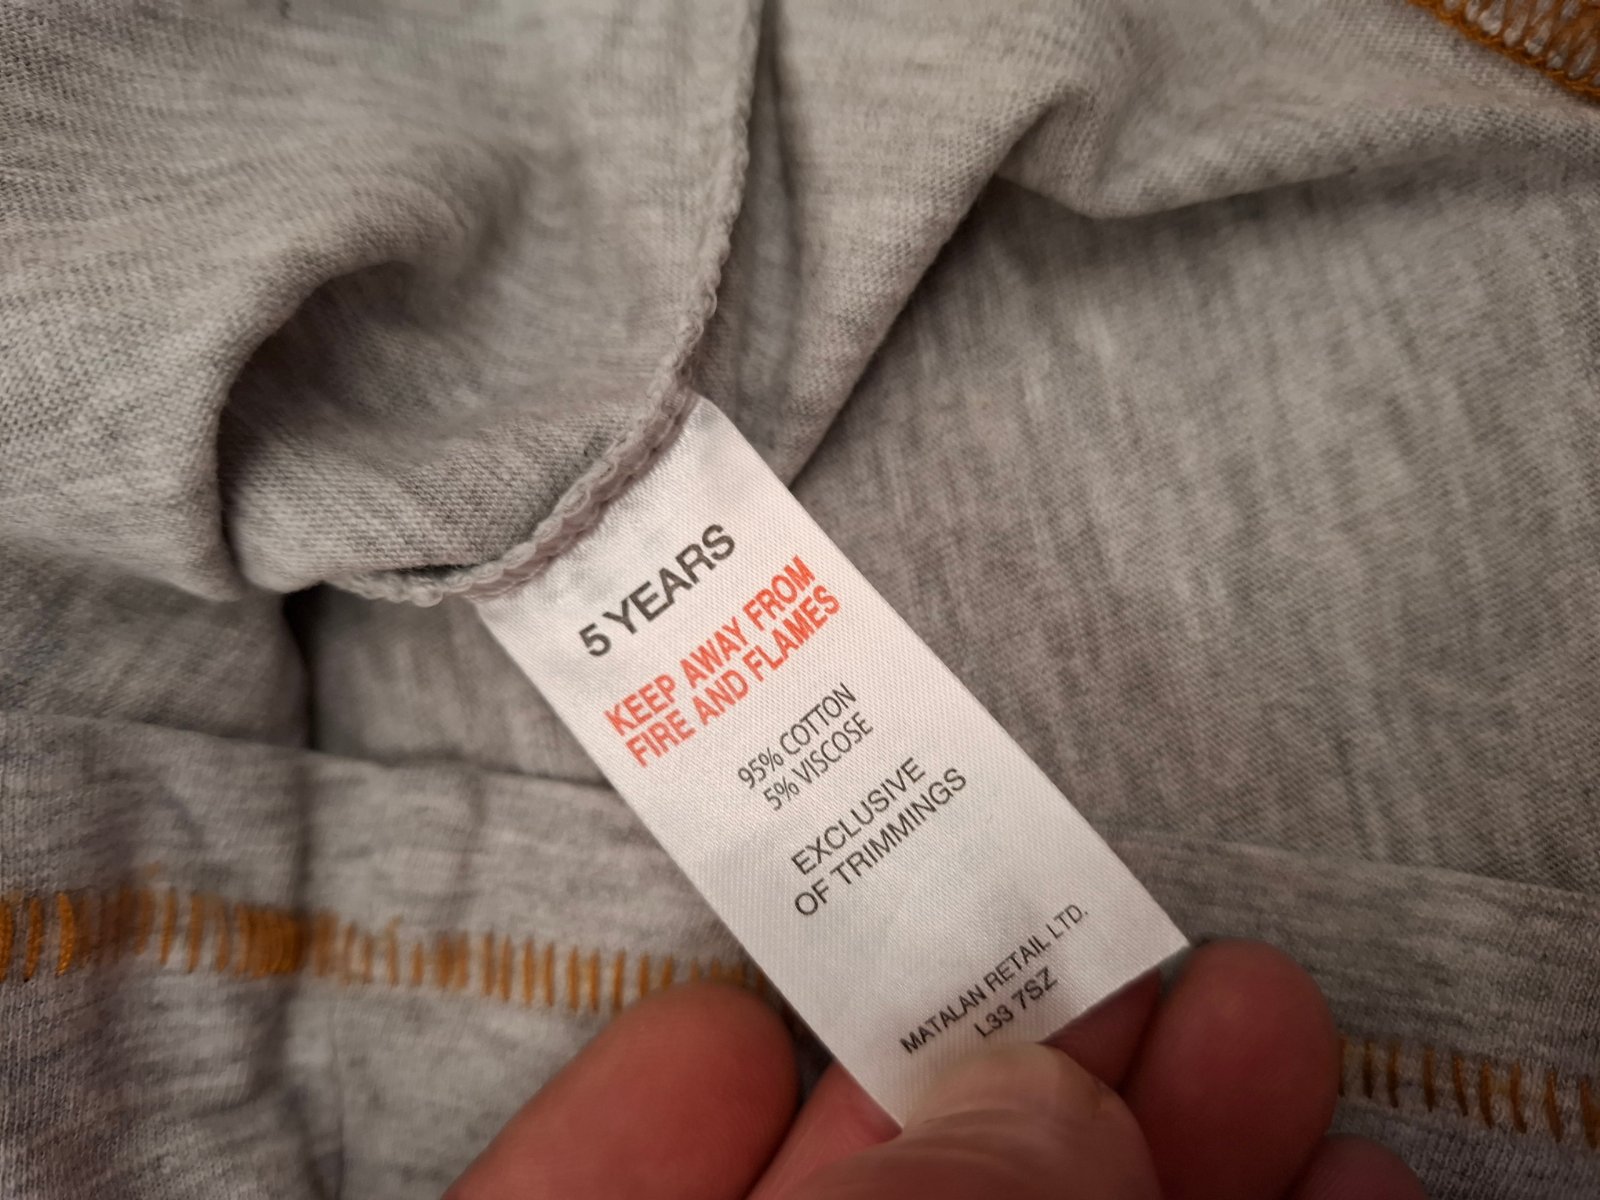 5 YEARS
KEEP AWAY FROM
FIRE AND FLAMES
95% COTTON
5% VISCOSE
EXCLUSIVE
OF TRIMMINGS
MATALAN RETAIL LTD.
L33 7SZ